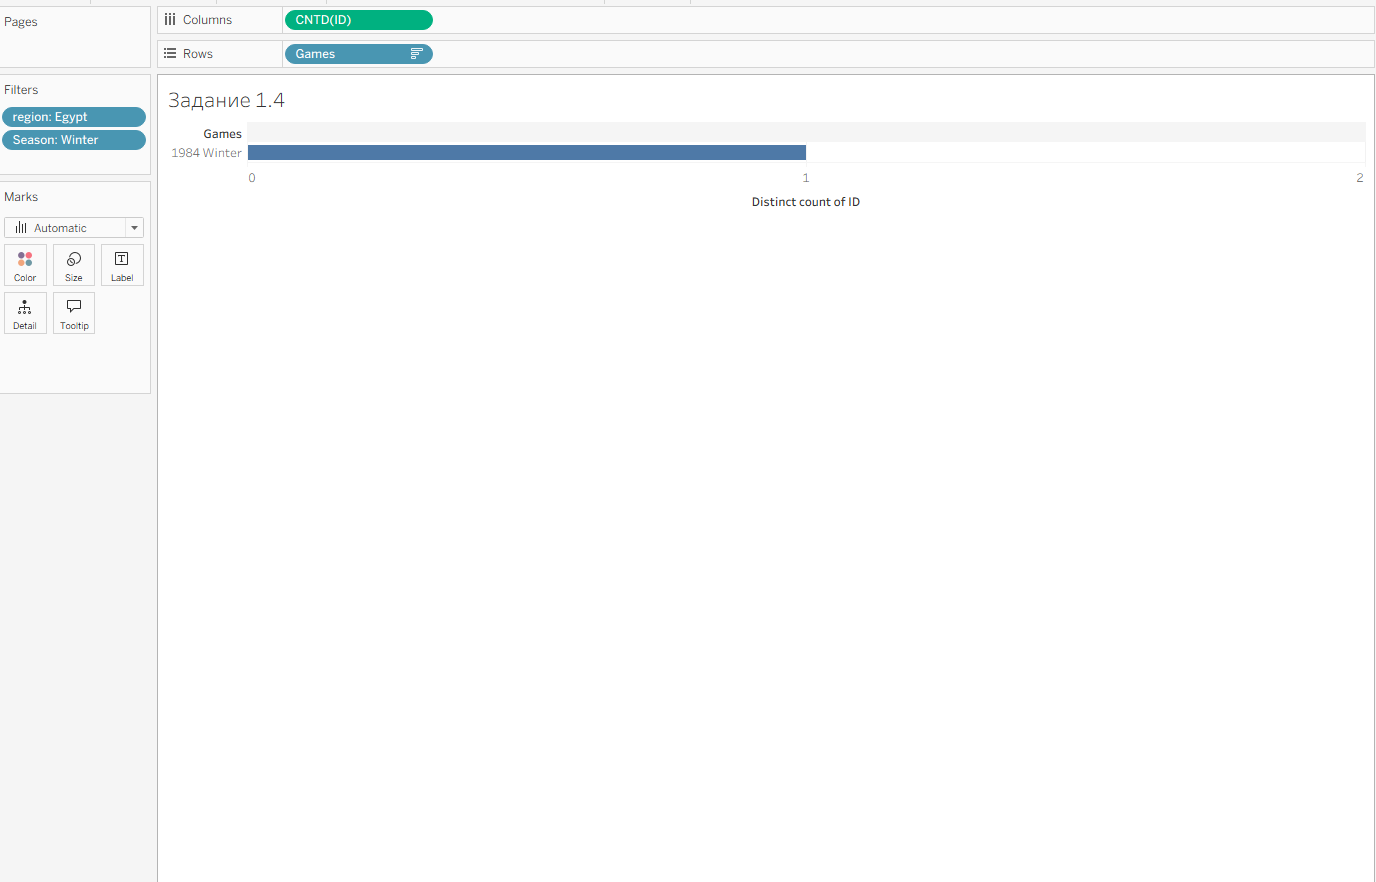 Pages
Columns
CNTD(ID)
Rows
Games
Filters
region: Egypt
Season: Winter
Marks
Automatic
Color
Size
Label
Detail
Tooltip
Задание 1.4
Games
1984 Winter
0 1 2
Distinct count of ID